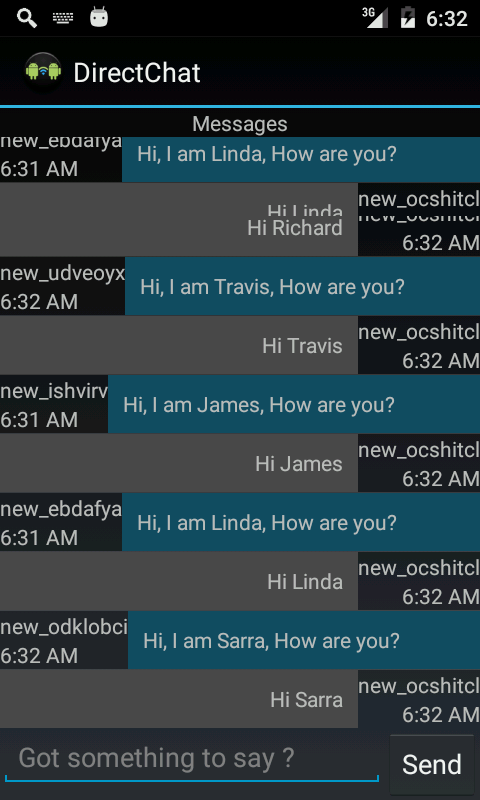 3G 6:32
DirectChat
Messages
new_ebdafya
Hi, I am Linda, How are you?
6:31 AM
Hi Linda
new_ocshitcl
Hi Richard
new_ocshitcl
6:32 AM
new_udveoyx
6:32 AM
Hi, I am Travis, How are you?
Hi Travis
new_ocshitcl
6:32 AM
new_ishvirv
6:31 AM
Hi, I am James, How are you?
Hi James
new_ocshitcl
6:32 AM
new_ebdafya
6:31 AM
Hi, I am Linda, How are you?
Hi Linda
new_ocshitcl
6:32 AM
new_odklobci
6:32 AM
Hi, I am Sarra, How are you?
Hi Sarra
new_ocshitcl
6:32 AM
Got something to say ?
Send